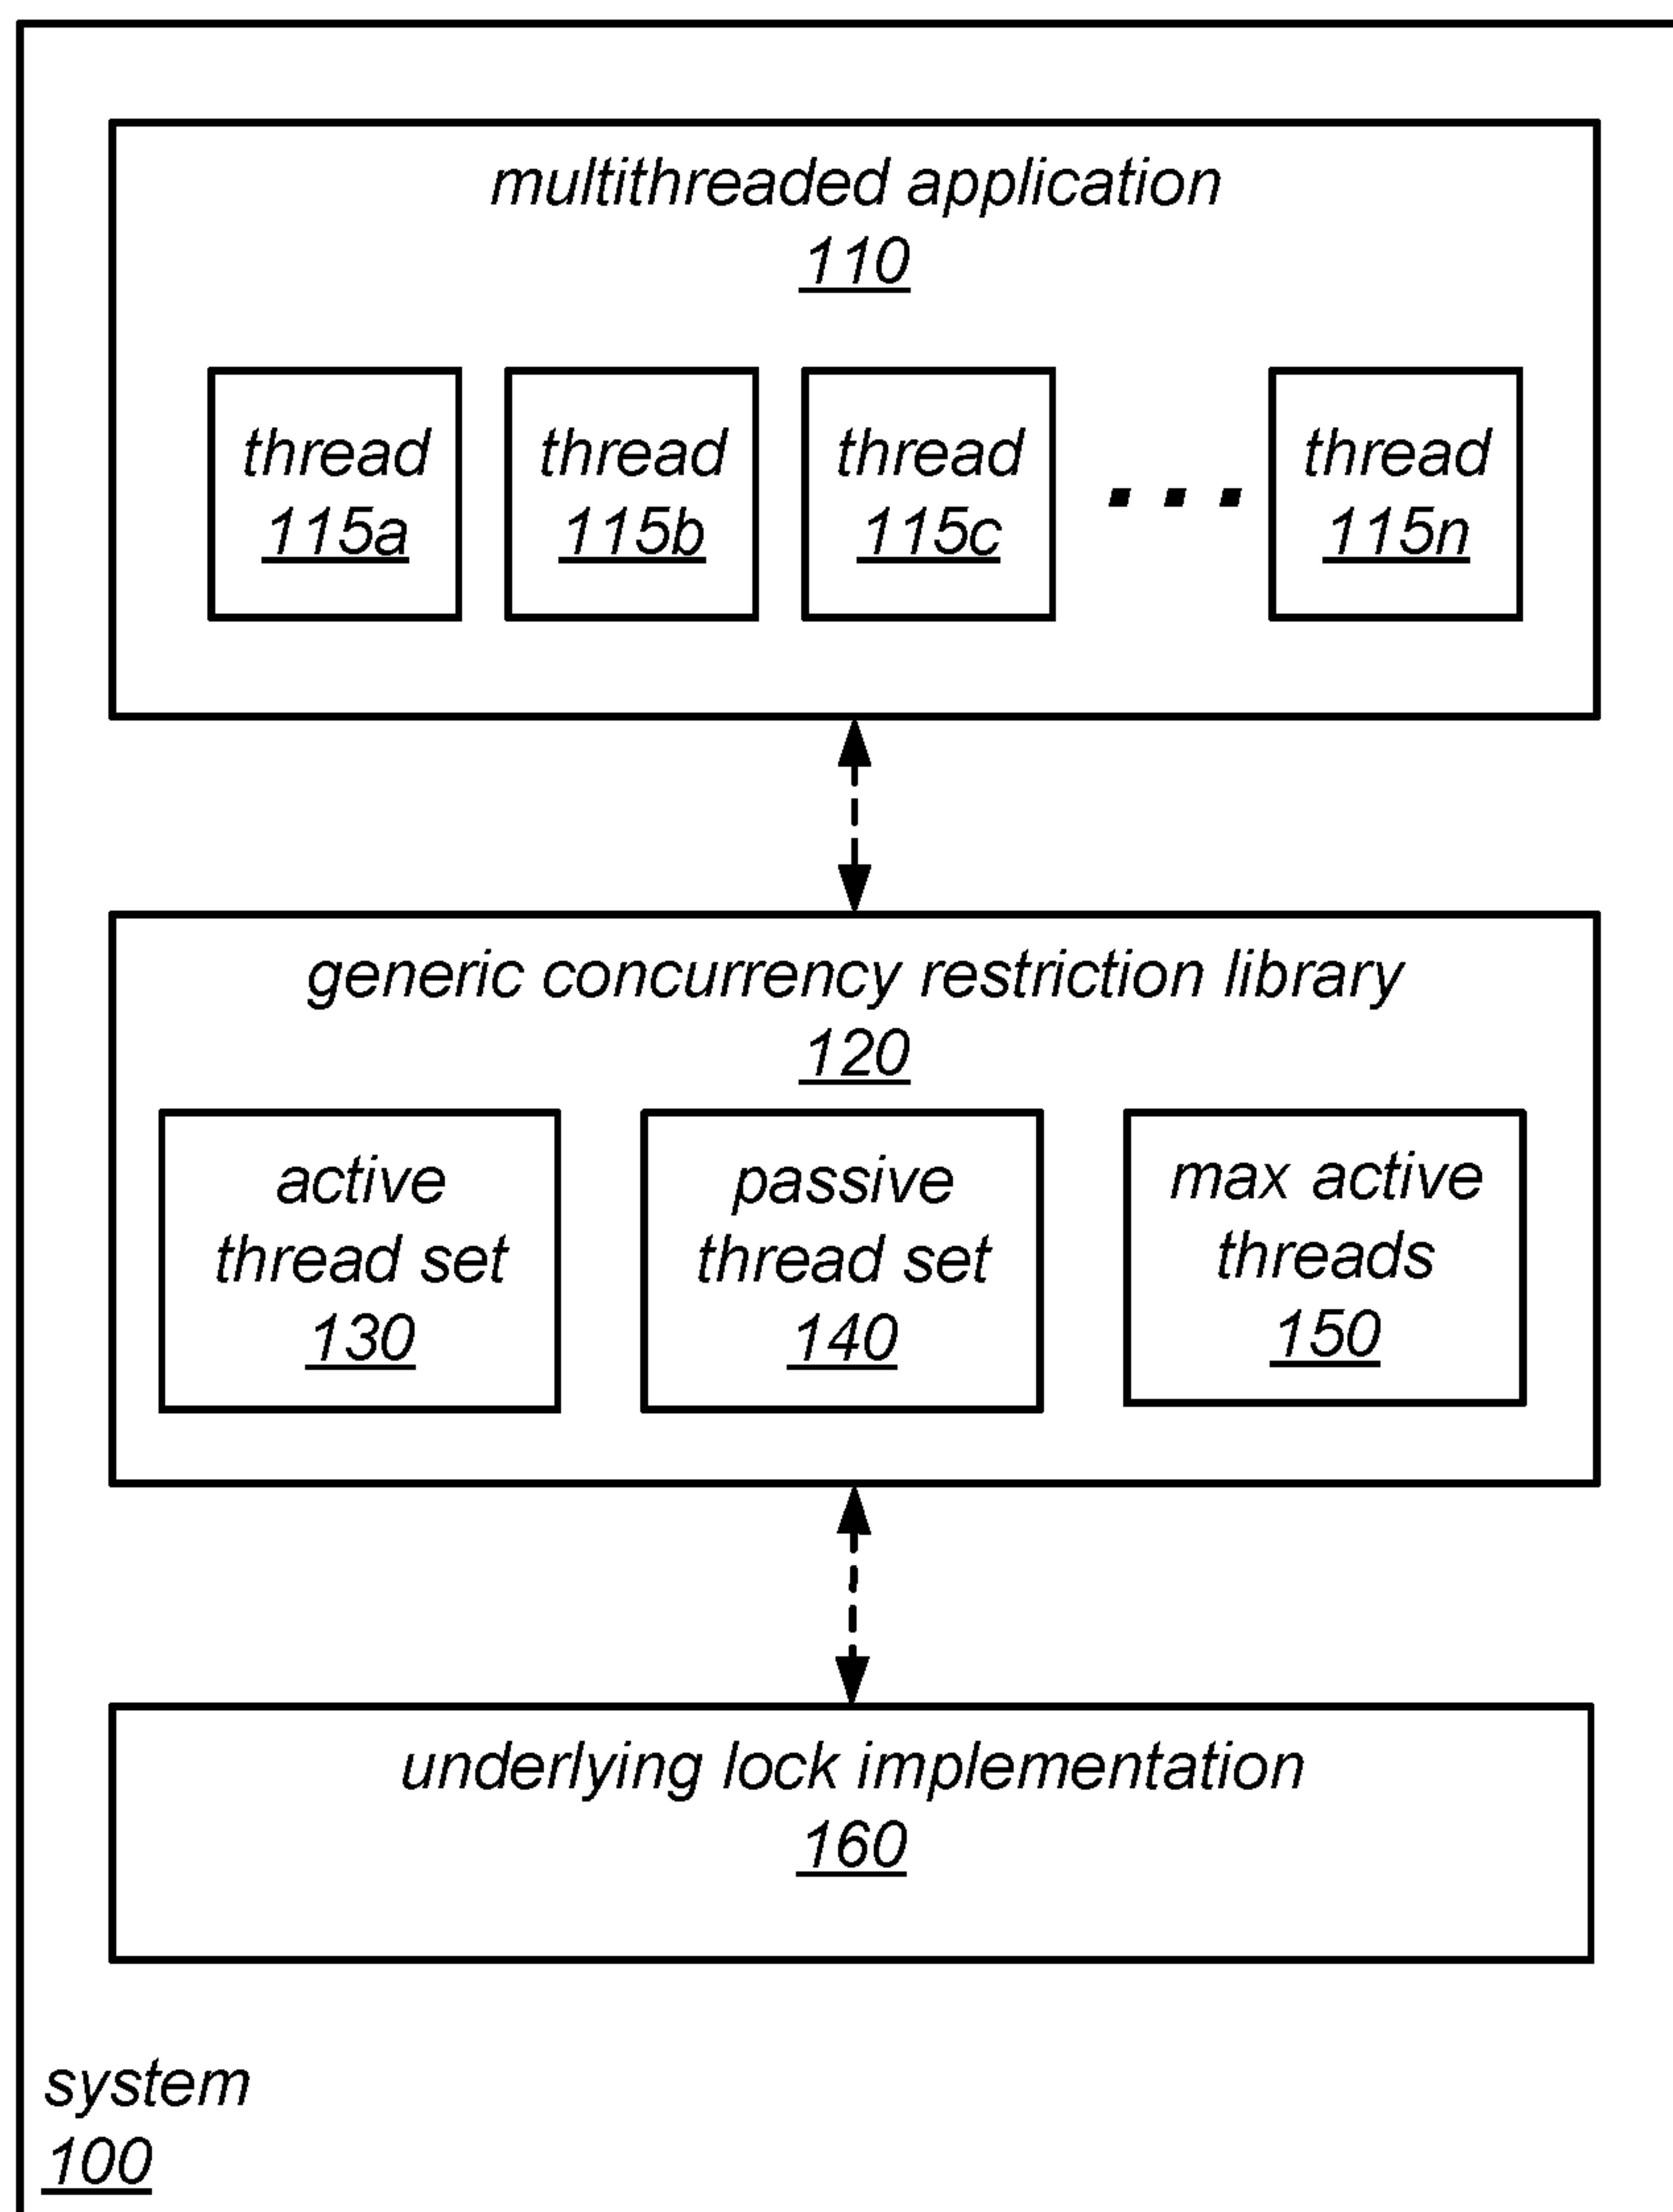 multithreaded application
110
thread
115a
thread
115b
thread
115c
thread
115n
generic concurrency restriction library
120
active
thread set
130
passive
thread set
140
max active
threads
150
underlying lock implementation
160
system
100